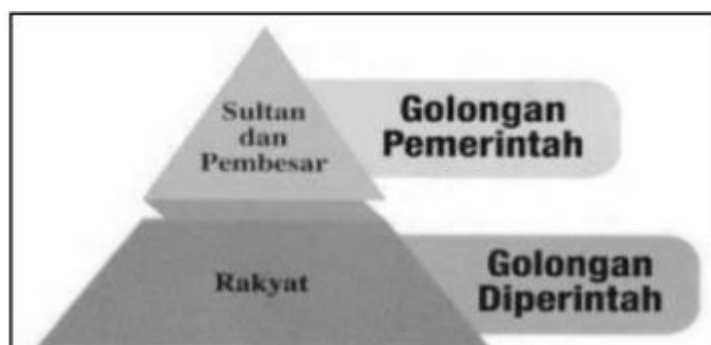 Sultan
dan
Pembesar
Golongan
Pemerintah
Rakyat
Golongan
Diperintah